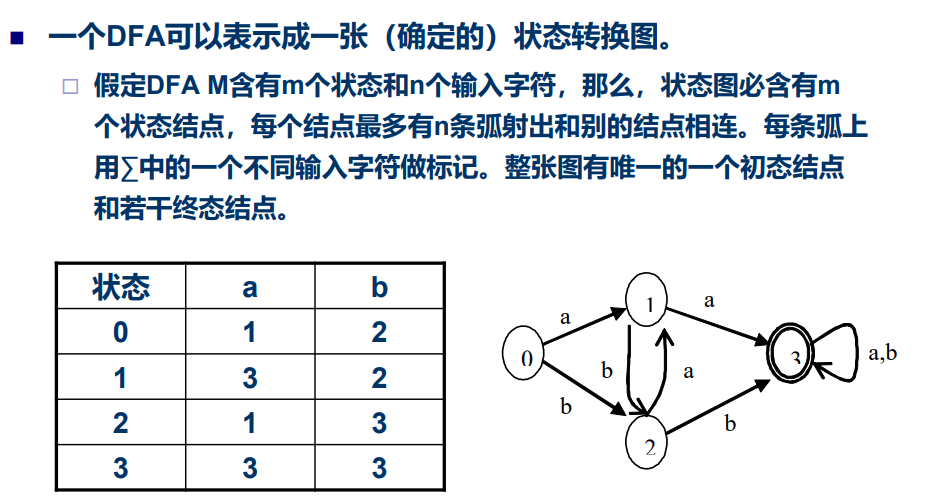 一个DFA可以表示成一张（确定的）状态转换图。
假定DFA M含有m个状态和n个输入字符，那么，状态图必含有m
个状态结点，每个结点最多有n条弧射出和别的结点相连。每条弧上
用∑中的一个不同输入字符做标记。整张图有唯一的一个初态结点
和若干终态结点。
状态 a b
0 1 2
1 3 2
2 1 3
3 3 3
1
a a
0 3 a,b
b a
b b
2